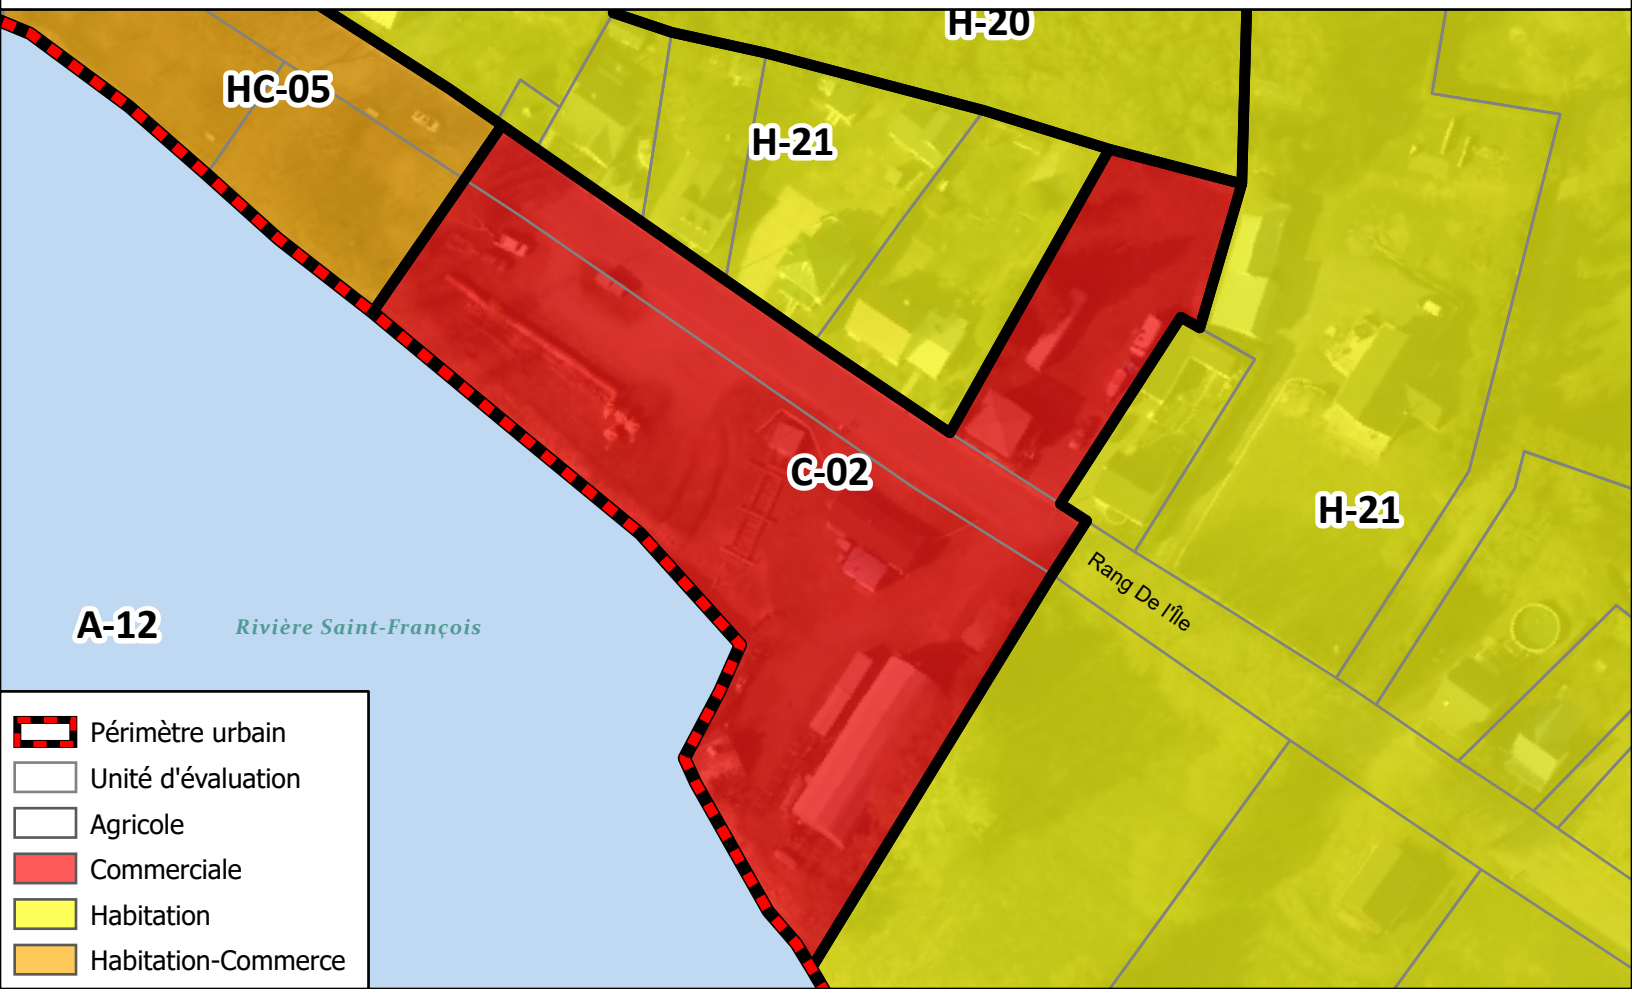 H-20
HC-05
H-21
C-02
H-21
Rang De l'Île
A-12
Rivière Saint-François
Périmètre urbain
Unité d'évaluation
Agricole
Commerciale
Habitation
Habitation-Commerce